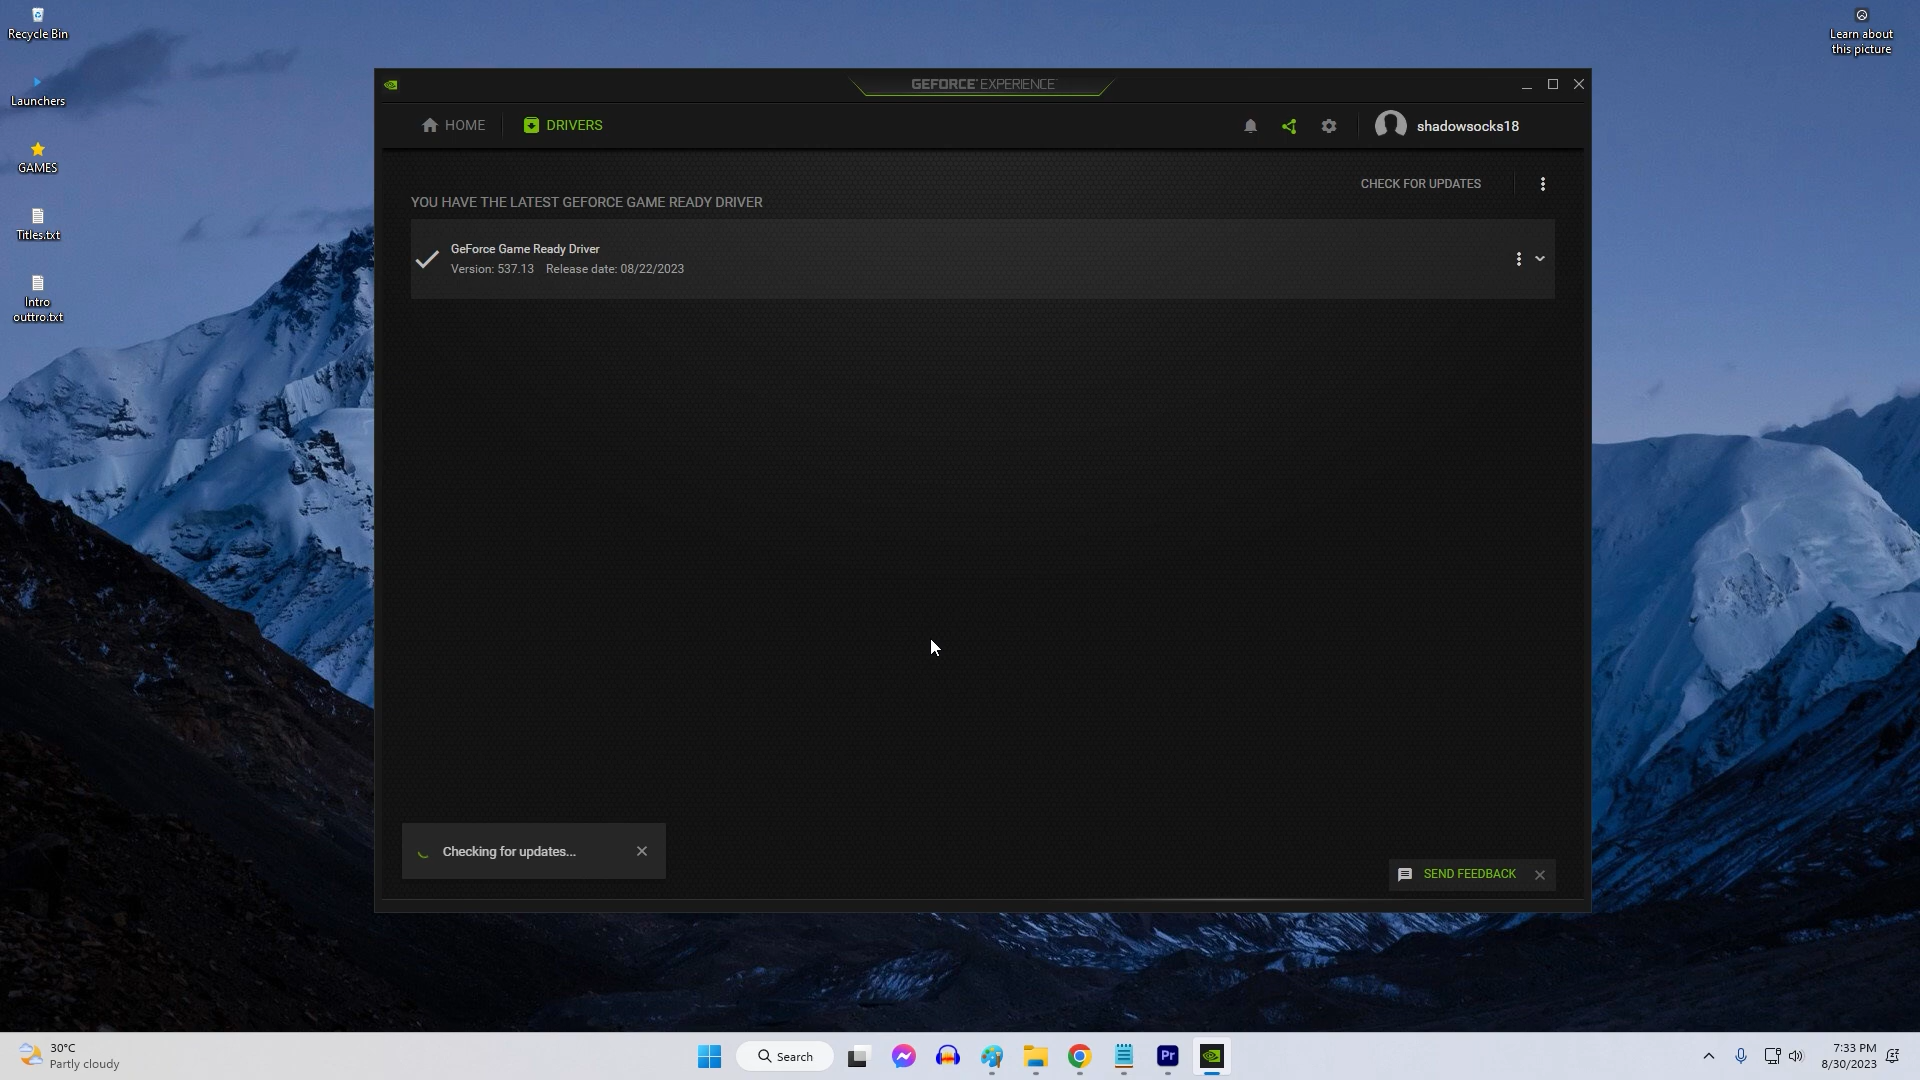 Recycle Bin
Learn about
this picture
Launchers
GAMES
Titles.txt
Intro
outtro.txt
GEFORCE EXPERIENCE
HOME
DRIVERS
shadowsocks18
CHECK FOR UPDATES
YOU HAVE THE LATEST GEFORCE GAME READY DRIVER
GeForce Game Ready Driver
Version: 537.13 Release date: 08/22/2023
Checking for updates...
SEND FEEDBACK
30°C
Partly cloudy
Search
Pr
7:33 PM
8/30/2023